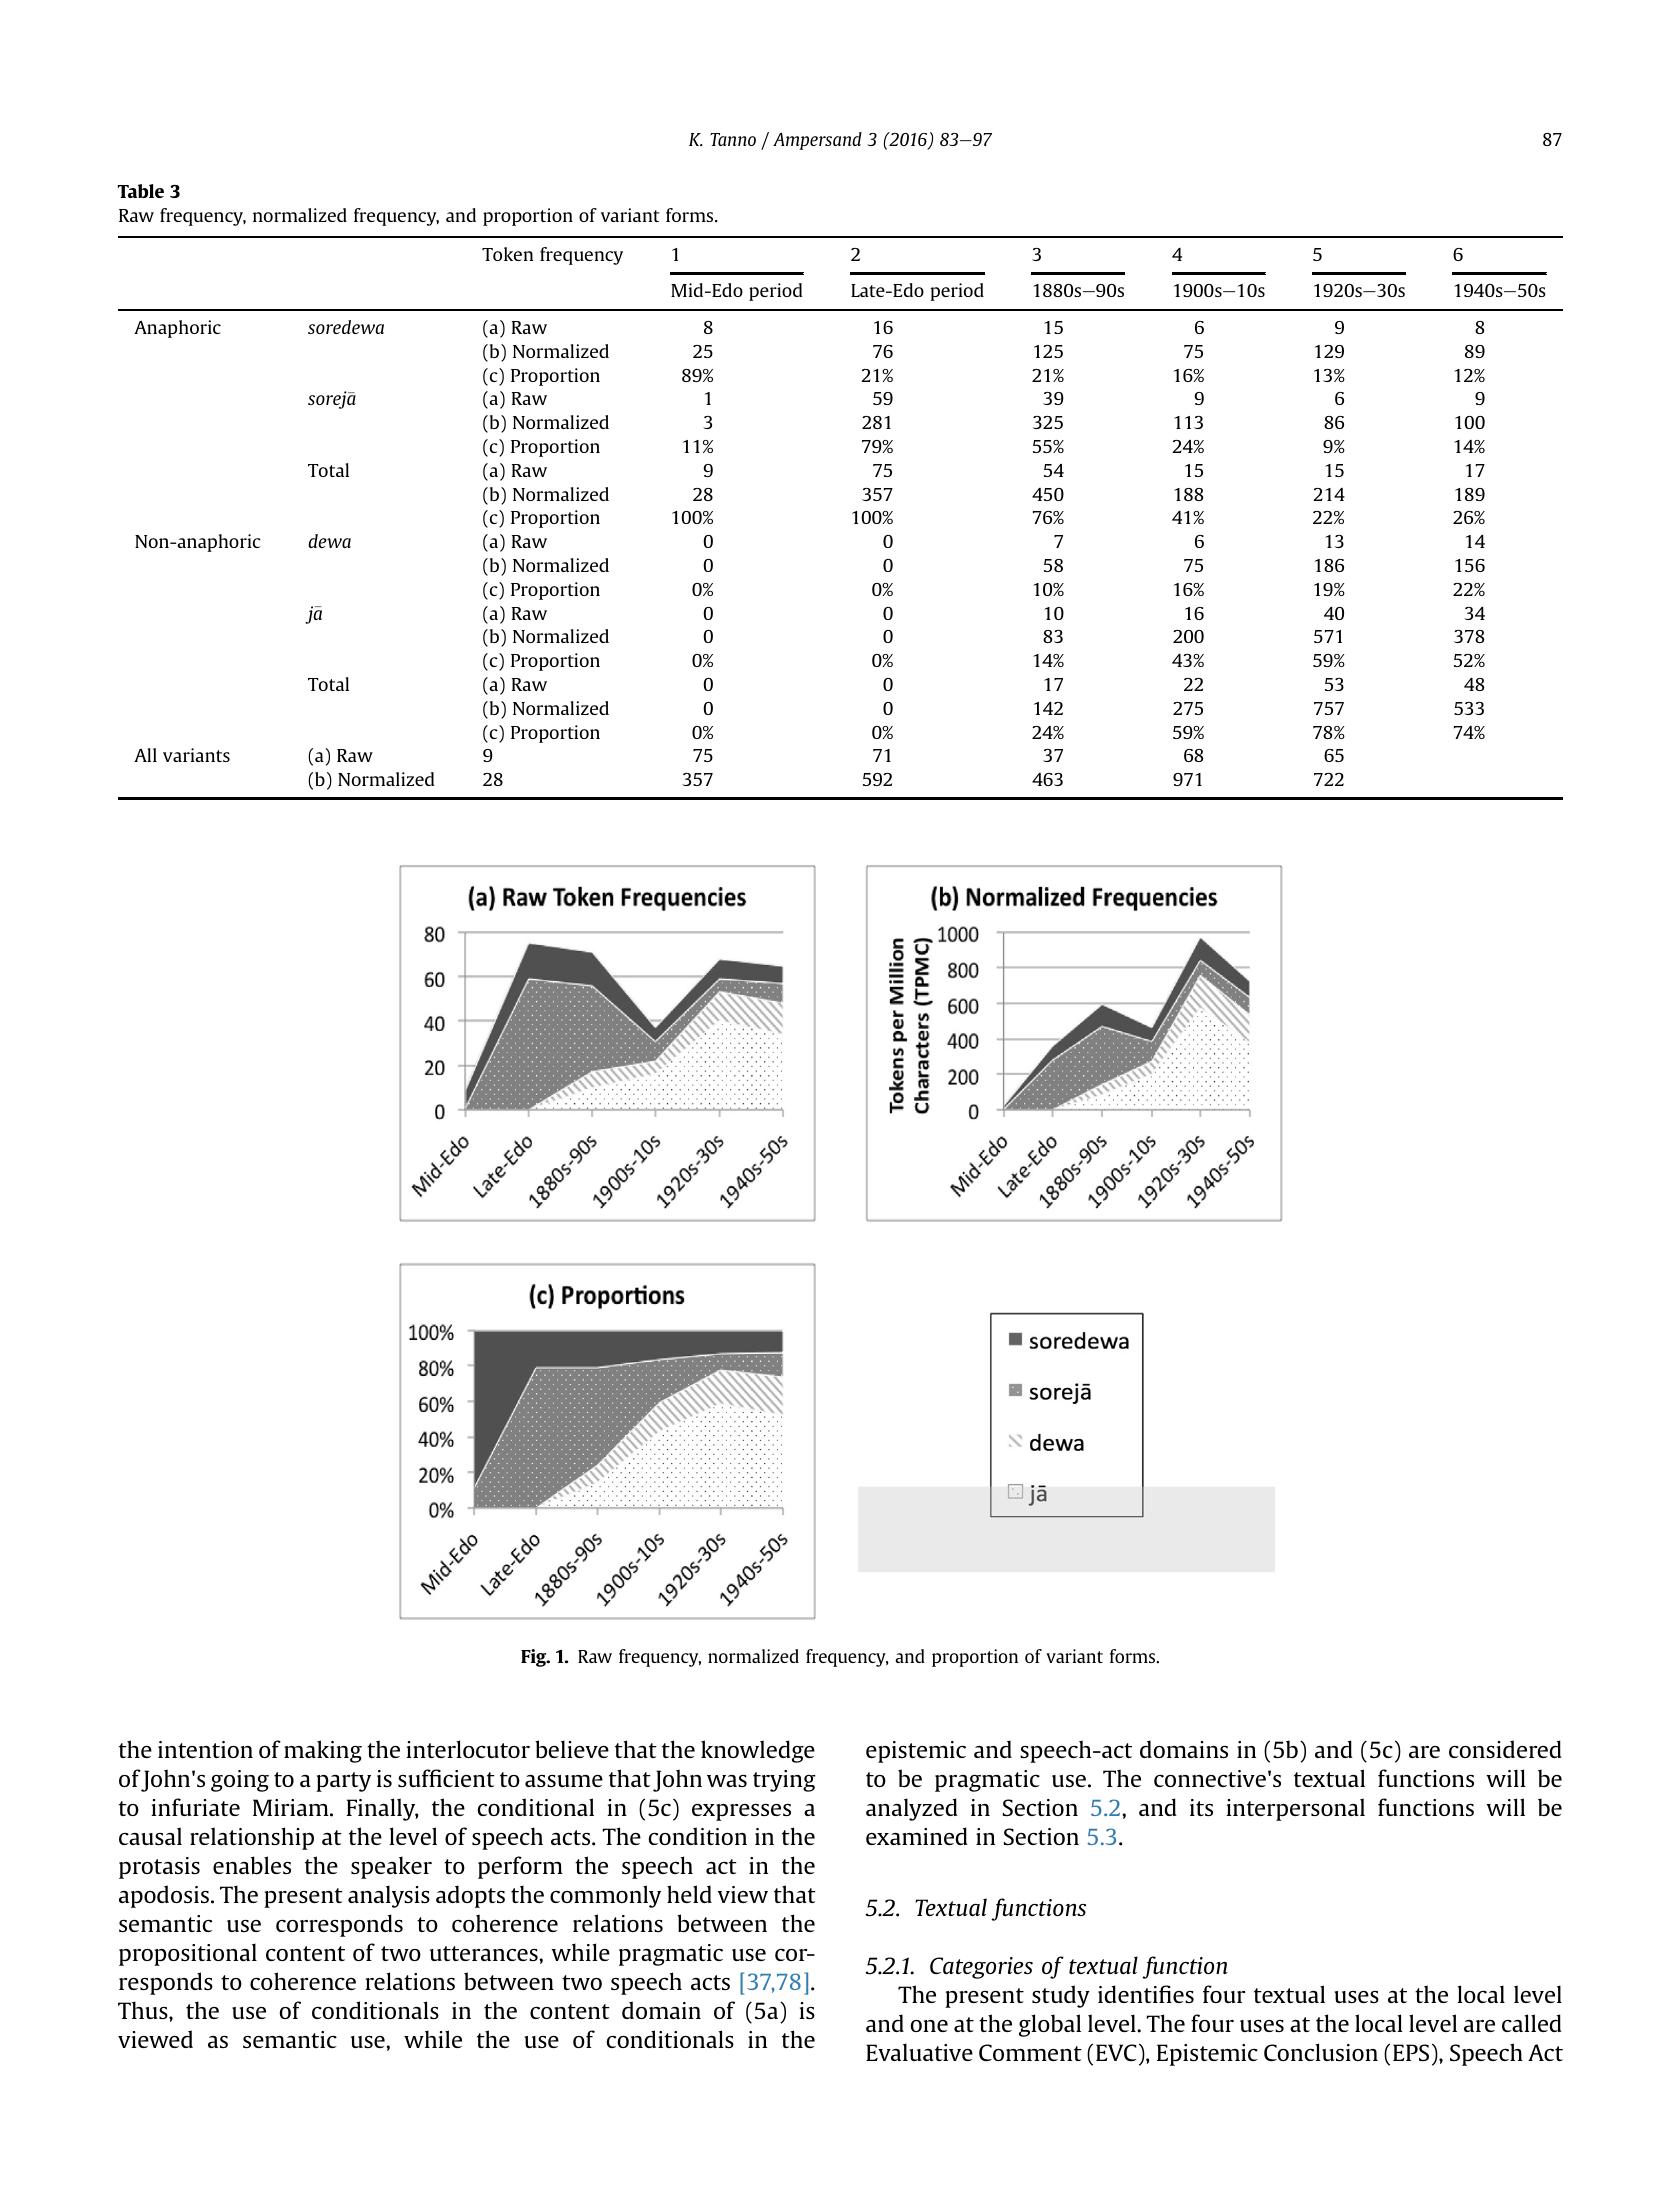 K. Tanno / Ampersand 3 (2016) 83–97 87
Table 3
Raw frequency, normalized frequency, and proportion of variant forms.
Token frequency 1 2 3 4 5 6
Mid-Edo period Late-Edo period 1880s–90s 1900s–10s 1920s–30s 1940s–50s
Anaphoric soredewa (a) Raw 8 16 15 6 9 8
(b) Normalized 25 76 125 75 129 89
(c) Proportion 89% 21% 21% 16% 13% 12%
sorejā (a) Raw 1 59 39 9 6 9
(b) Normalized 3 281 325 113 86 100
(c) Proportion 11% 79% 55% 24% 9% 14%
Total (a) Raw 9 75 54 15 15 17
(b) Normalized 28 357 450 188 214 189
(c) Proportion 100% 100% 76% 41% 22% 26%
Non-anaphoric dewa (a) Raw 0 0 7 6 13 14
(b) Normalized 0 0 58 75 186 156
(c) Proportion 0% 0% 10% 16% 19% 22%
jā (a) Raw 0 0 10 16 40 34
(b) Normalized 0 0 83 200 571 378
(c) Proportion 0% 0% 14% 43% 59% 52%
Total (a) Raw 0 0 17 22 53 48
(b) Normalized 0 0 142 275 757 533
(c) Proportion 0% 0% 24% 59% 78% 74%
All variants (a) Raw 9 75 71 37 68 65
(b) Normalized 28 357 592 463 971 722
(a) Raw Token Frequencies
80
60
40
20
0
Mid-Edo
Late-Edo
1880s-90s
1900s-10s
1920s-30s
1940s-50s
(b) Normalized Frequencies
Tokens per Million
Characters (TPMC)
1000
800
600
400
200
0
Mid-Edo
Late-Edo
1880s-90s
1900s-10s
1920s-30s
1940s-50s
(c) Proportions
100%
80%
60%
40%
20%
0%
Mid-Edo
Late-Edo
1880s-90s
1900s-10s
1920s-30s
1940s-50s
soredewa
sorejā
dewa
jā
Fig. 1. Raw frequency, normalized frequency, and proportion of variant forms.
the intention of making the interlocutor believe that the knowledge
of John's going to a party is sufficient to assume that John was trying
to infuriate Miriam. Finally, the conditional in (5c) expresses a
causal relationship at the level of speech acts. The condition in the
protasis enables the speaker to perform the speech act in the
apodosis. The present analysis adopts the commonly held view that
semantic use corresponds to coherence relations between the
propositional content of two utterances, while pragmatic use cor-
responds to coherence relations between two speech acts [37,78].
Thus, the use of conditionals in the content domain of (5a) is
viewed as semantic use, while the use of conditionals in the
epistemic and speech-act domains in (5b) and (5c) are considered
to be pragmatic use. The connective's textual functions will be
analyzed in Section 5.2, and its interpersonal functions will be
examined in Section 5.3.
5.2. Textual functions
5.2.1. Categories of textual function
The present study identifies four textual uses at the local level
and one at the global level. The four uses at the local level are called
Evaluative Comment (EVC), Epistemic Conclusion (EPS), Speech Act